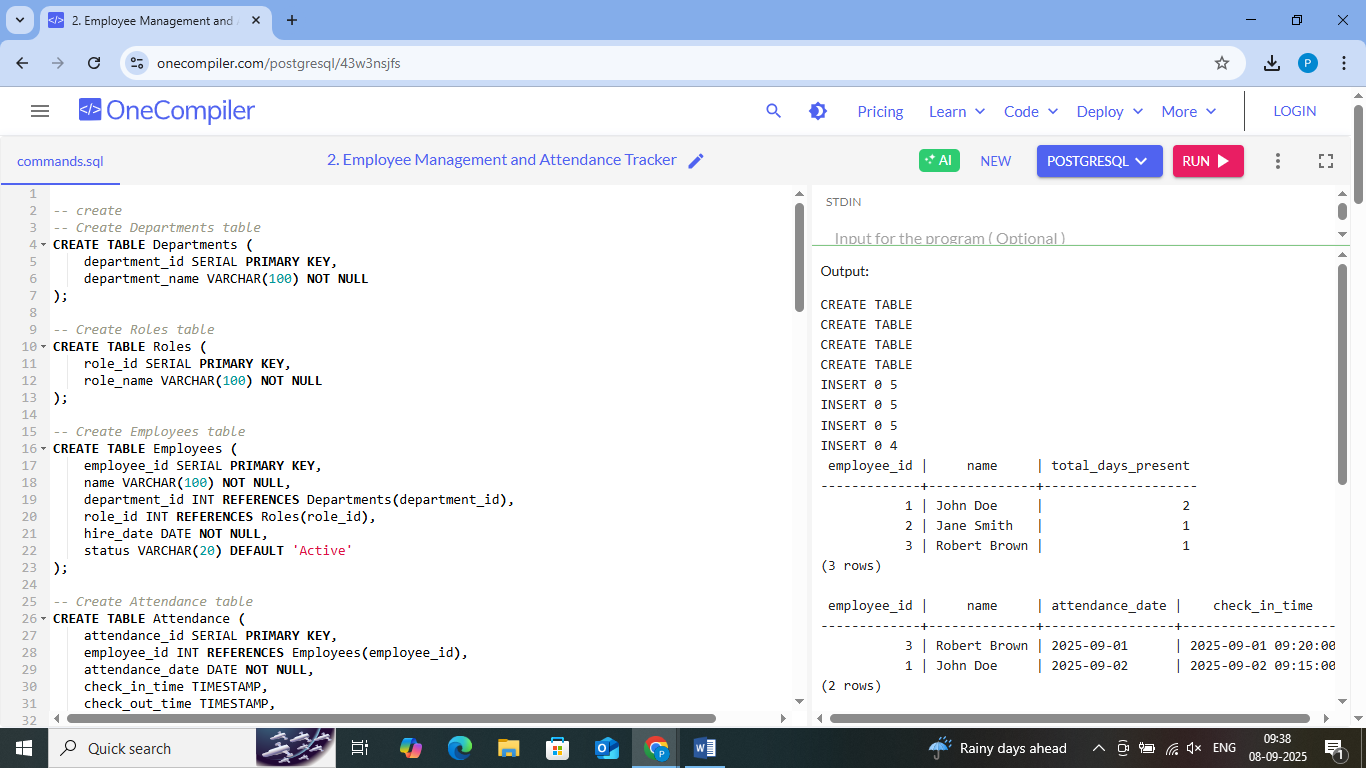 2. Employee Management and
onecompiler.com/postgresql/43w3nsjfs
P
</> OneCompiler
Pricing
Learn
Code
Deploy
More
LOGIN
commands.sql
2. Employee Management and Attendance Tracker
AI
NEW
POSTGRESQL
RUN
1
2 -- create
3 -- Create Departments table
4 CREATE TABLE Departments (
5 department_id SERIAL PRIMARY KEY,
6 department_name VARCHAR(100) NOT NULL
7 );
8
9 -- Create Roles table
10 CREATE TABLE Roles (
11 role_id SERIAL PRIMARY KEY,
12 role_name VARCHAR(100) NOT NULL
13 );
14
15 -- Create Employees table
16 CREATE TABLE Employees (
17 employee_id SERIAL PRIMARY KEY,
18 name VARCHAR(100) NOT NULL,
19 department_id INT REFERENCES Departments(department_id),
20 role_id INT REFERENCES Roles(role_id),
21 hire_date DATE NOT NULL,
22 status VARCHAR(20) DEFAULT 'Active'
23 );
24
25 -- Create Attendance table
26 CREATE TABLE Attendance (
27 attendance_id SERIAL PRIMARY KEY,
28 employee_id INT REFERENCES Employees(employee_id),
29 attendance_date DATE NOT NULL,
30 check_in_time TIMESTAMP,
31 check_out_time TIMESTAMP,
32
STDIN
Input for the program ( Optional )
Output:
CREATE TABLE
CREATE TABLE
CREATE TABLE
CREATE TABLE
INSERT 0 5
INSERT 0 5
INSERT 0 5
INSERT 0 4
employee_id | name | total_days_present
-------------+--------------+--------------------
1 | John Doe | 2
2 | Jane Smith | 1
3 | Robert Brown | 1
(3 rows)
employee_id | name | attendance_date | check_in_time
-------------+--------------+-----------------+--------------------
3 | Robert Brown | 2025-09-01 | 2025-09-01 09:20:00
1 | John Doe | 2025-09-02 | 2025-09-02 09:15:00
(2 rows)
Quick search
Rainy days ahead
ENG
09:38
08-09-2025
1